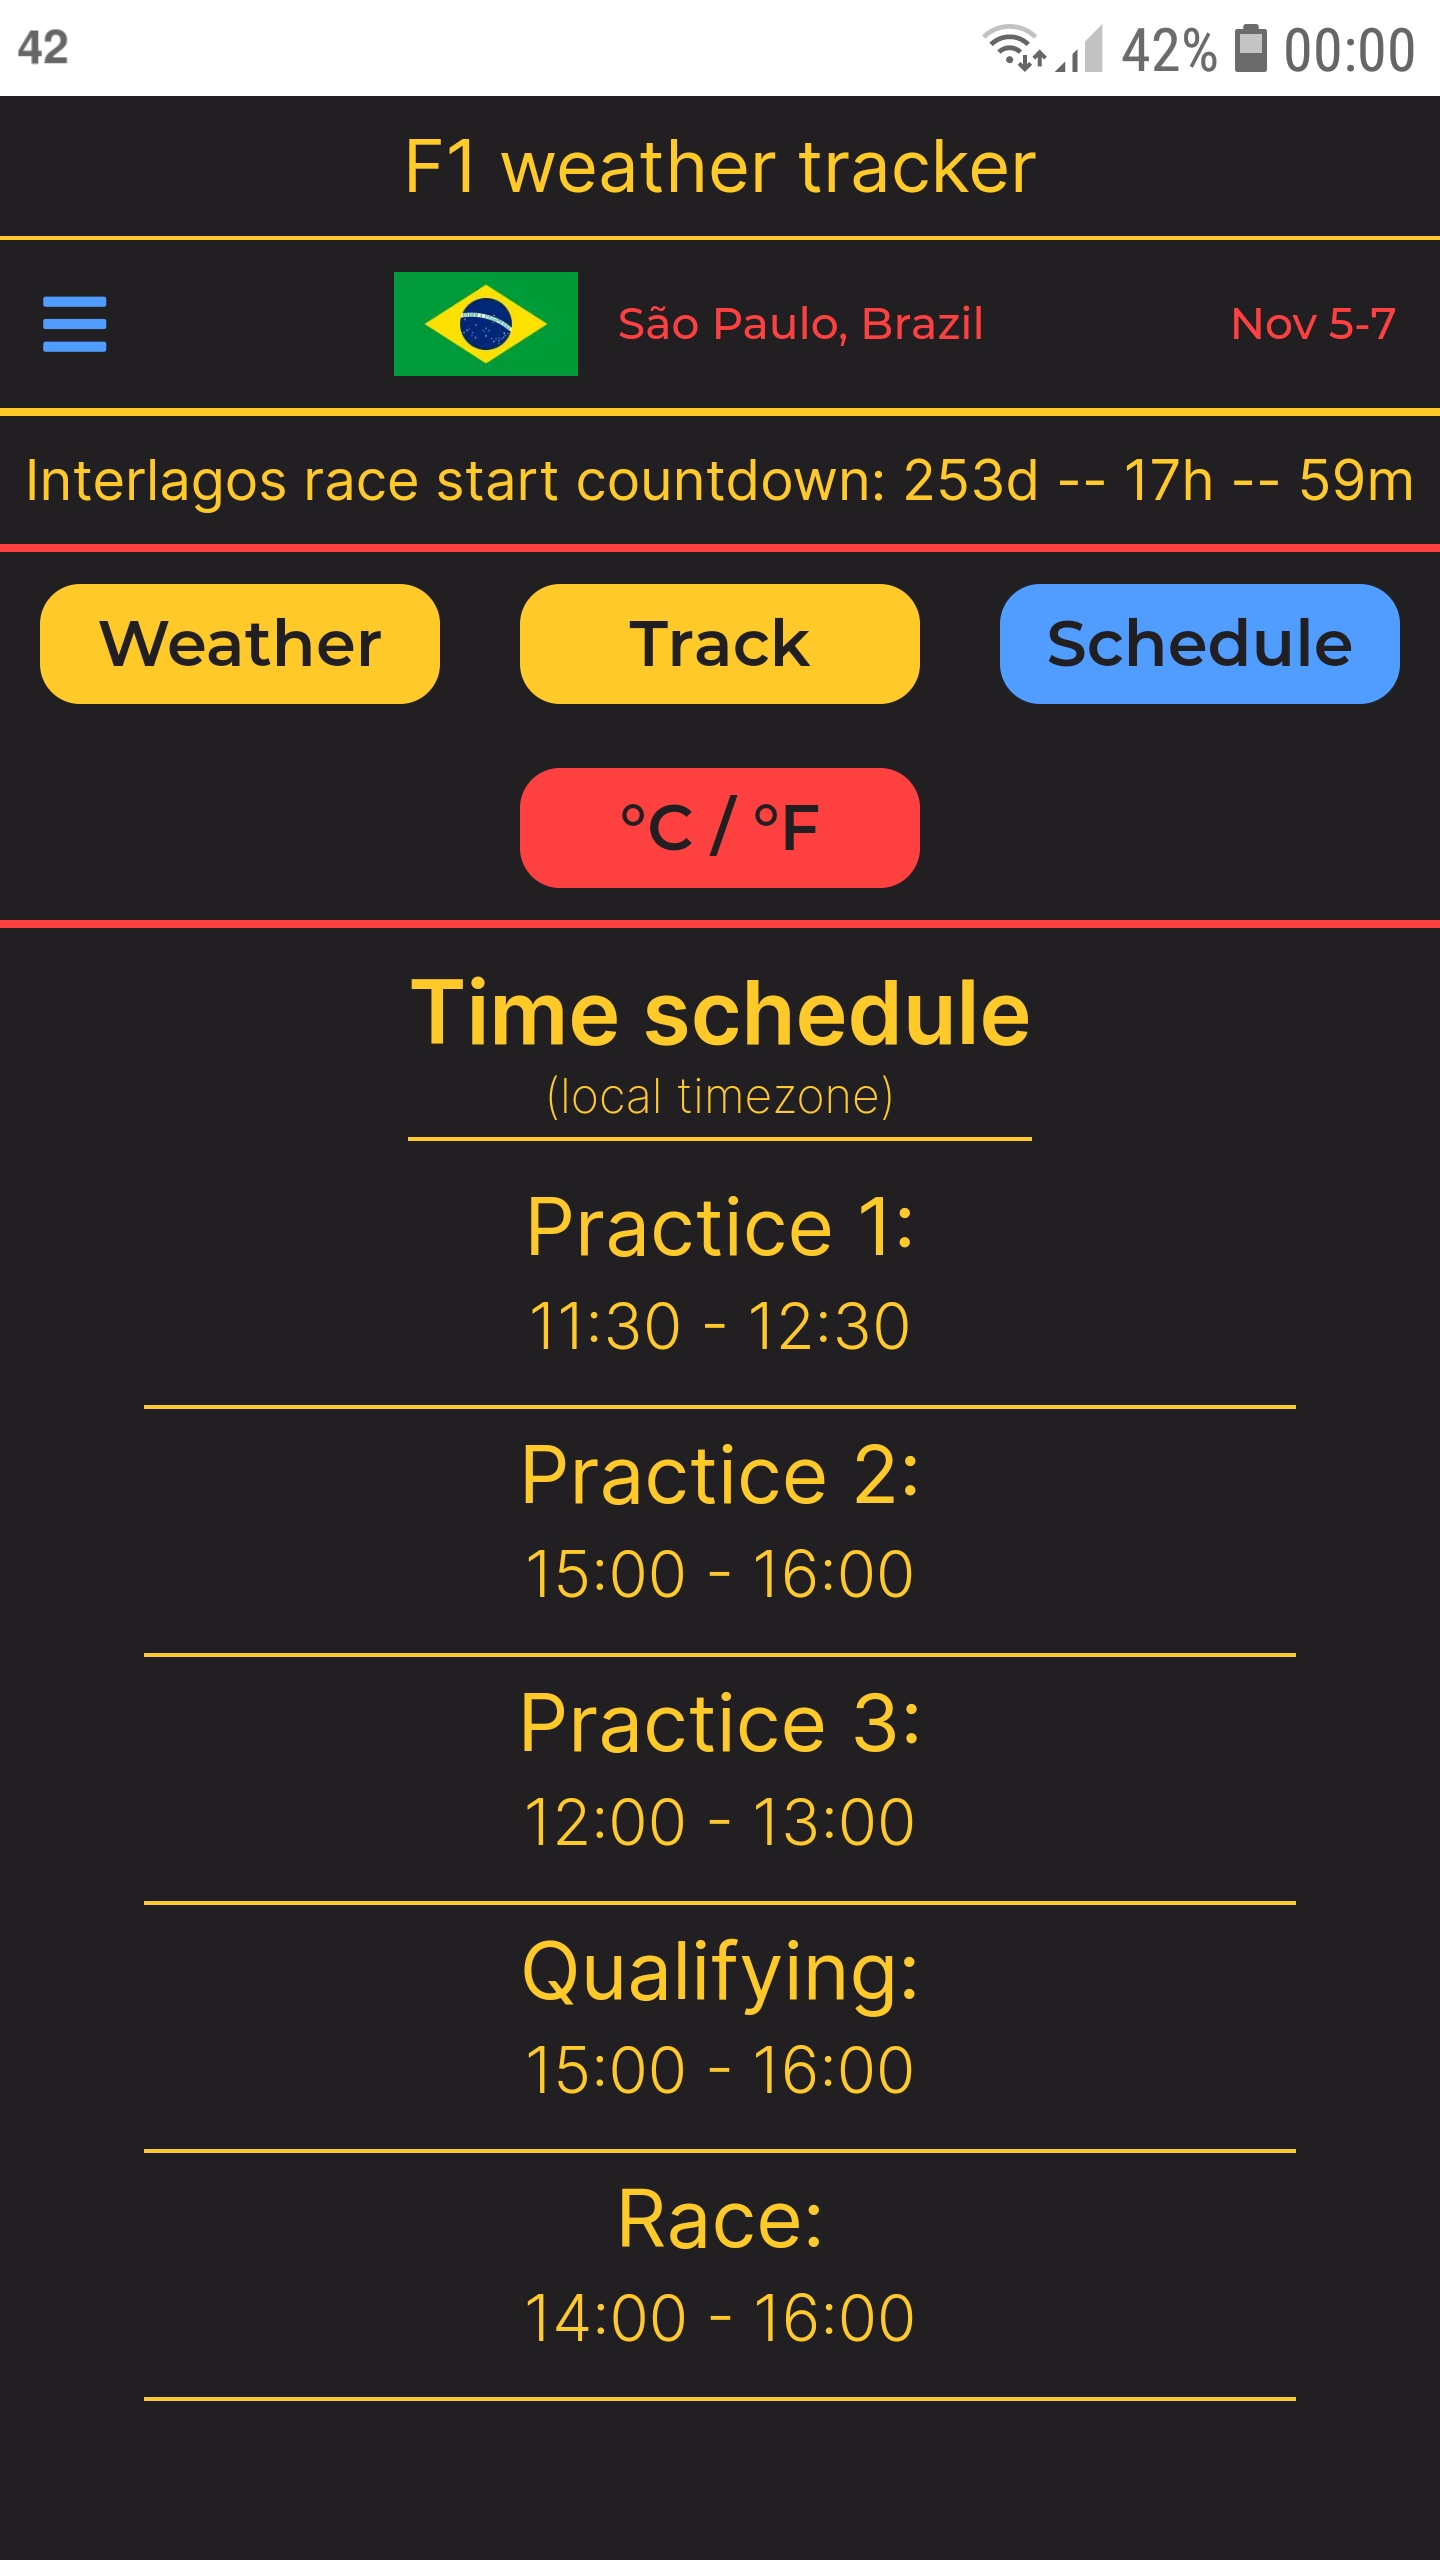 42
42% 00:00
F1 weather tracker
São Paulo, Brazil Nov 5-7
Interlagos race start countdown: 253d -- 17h -- 59m
Weather Track Schedule
°C / °F
Time schedule
(local timezone)
Practice 1:
11:30 - 12:30
Practice 2:
15:00 - 16:00
Practice 3:
12:00 - 13:00
Qualifying:
15:00 - 16:00
Race:
14:00 - 16:00